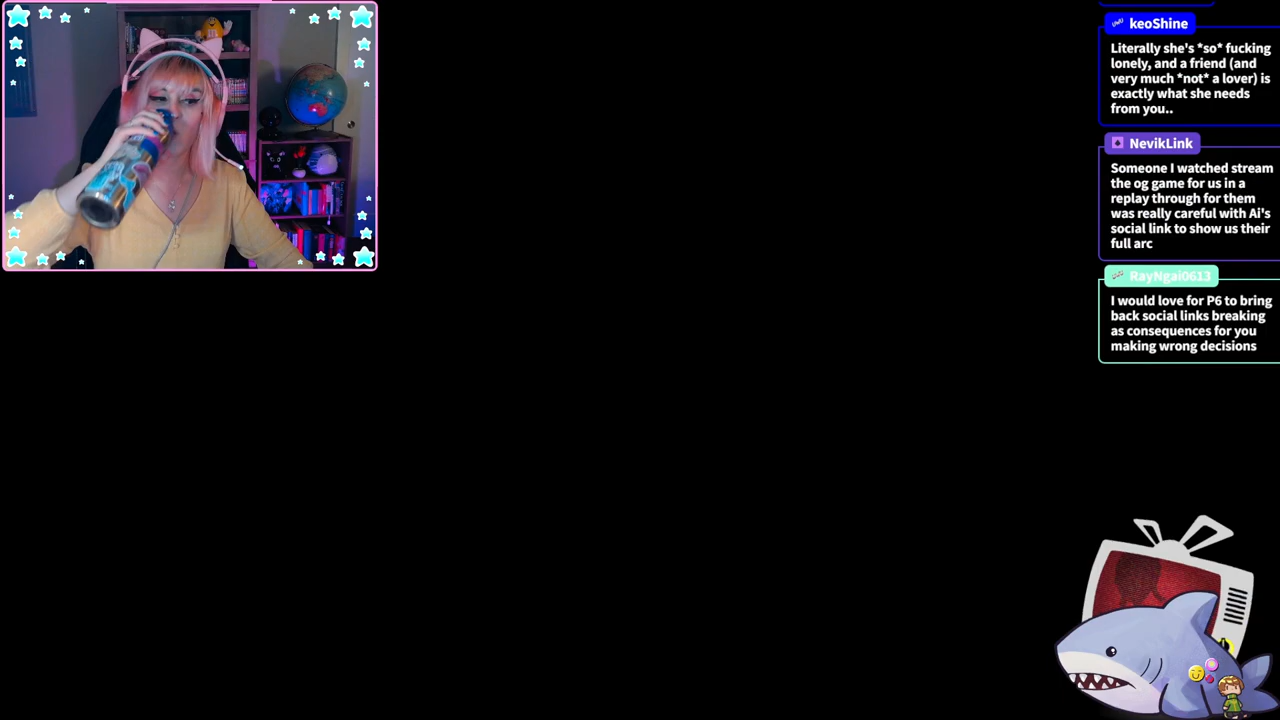 keoShine
Literally she's *so* fucking
lonely, and a friend (and
very much *not* a lover) is
exactly what she needs
from you..
NevikLink
Someone I watched stream
the og game for us in a
replay through for them
was really careful with Ai's
social link to show us their
full arc
RayNgai0613
I would love for P6 to bring
back social links breaking
as consequences for you
making wrong decisions